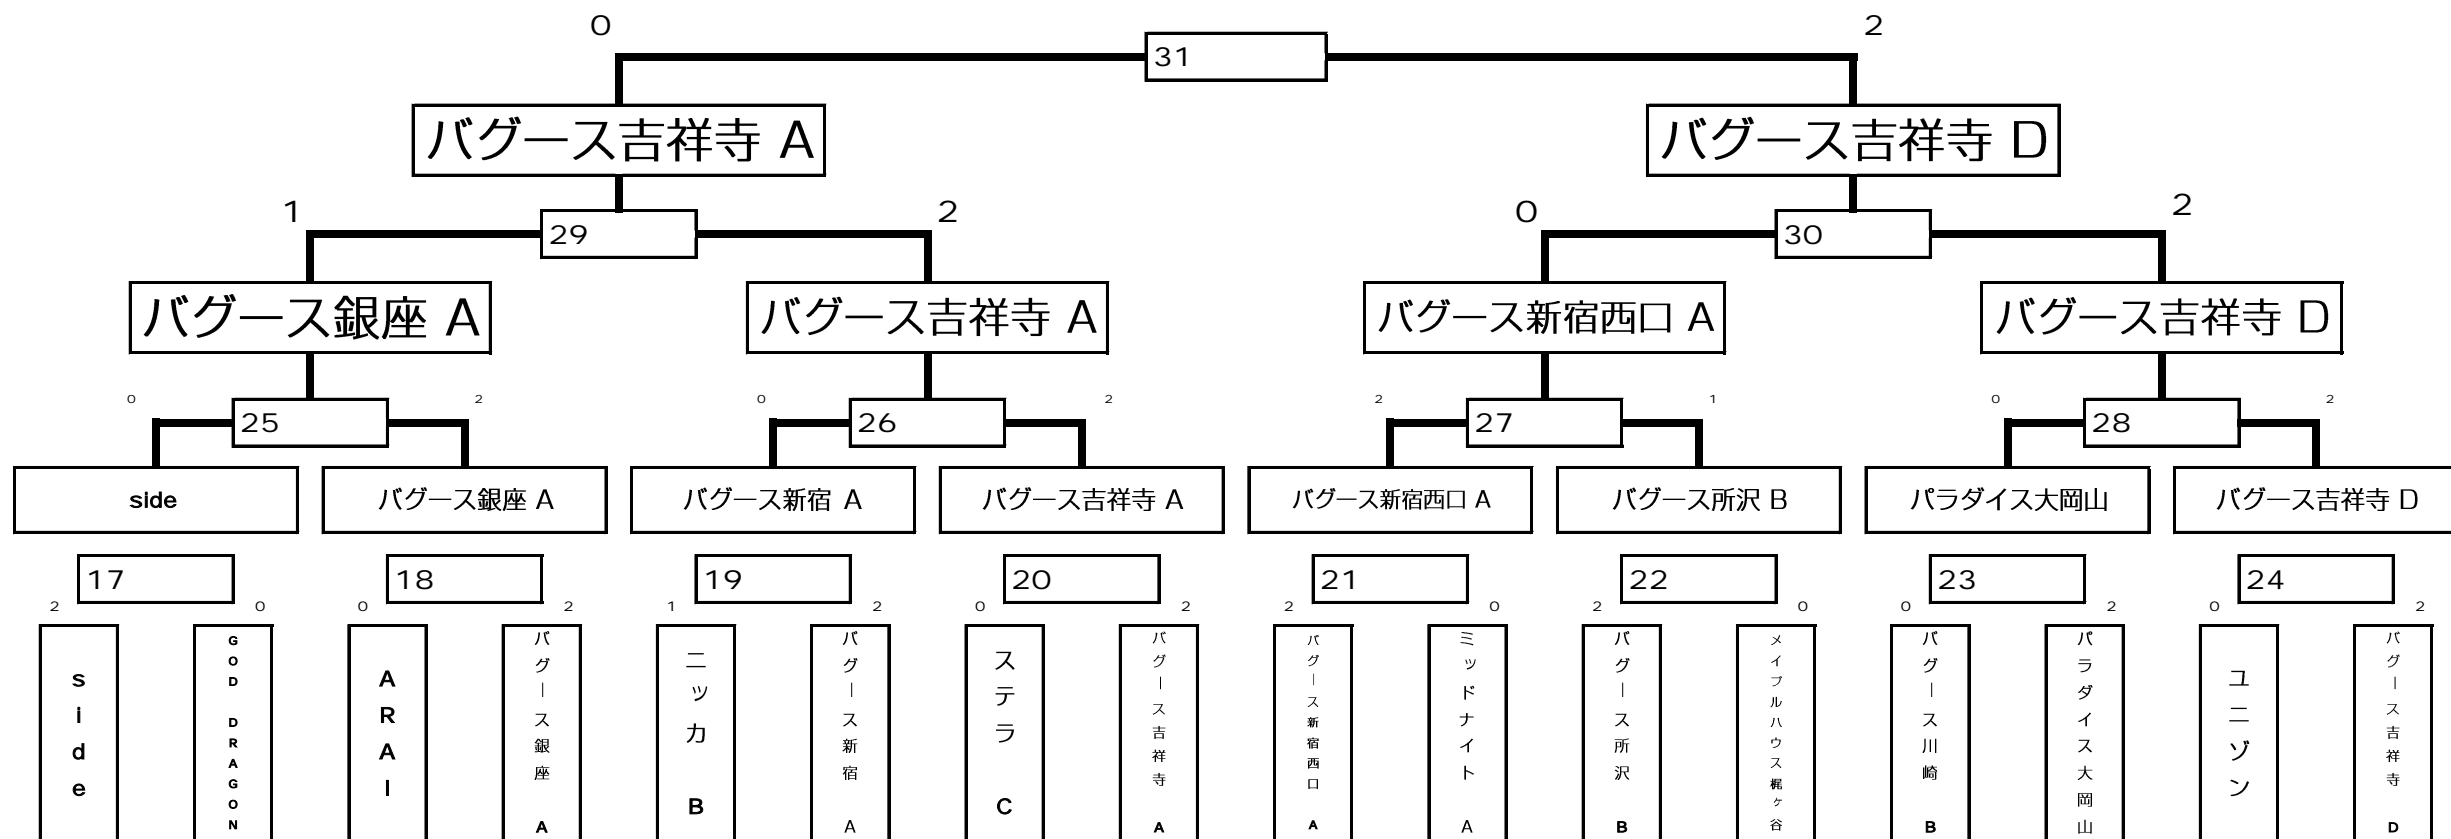 0 2
31
バグース吉祥寺 A バグース吉祥寺 D
1 2 0 2
29 30
バグース銀座 A バグース吉祥寺 A バグース新宿西口 A バグース吉祥寺 D
0 2 0 2 2 1 0 2
25 26 27 28
side バグース銀座 A バグース新宿 A バグース吉祥寺 A バグース新宿西口 A バグース所沢 B パラダイス大岡山 バグース吉祥寺 D
17 18 19 20 21 22 23 24
2 0 0 2 1 2 0 2 2 0 2 0 0 2 0 2
side
GOD DRAGON
ARAI
バグース銀座 A
ニッカ B
バグース新宿 A
ステラ C
バグース吉祥寺 A
バグース新宿西口 A
ミッドナイト A
バグース所沢 B
メイプルハウス梶ヶ谷
バグース川崎 B
パラダイス大岡山
ユニゾン
バグース吉祥寺 D